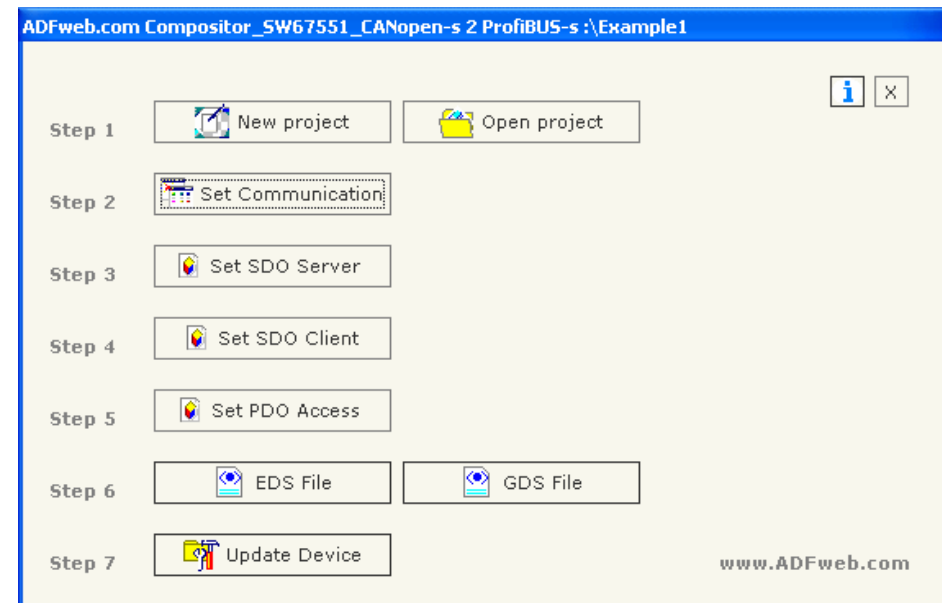 ADFweb.com Compositor_SW67551_CANopen-s 2 ProfiBUS-s :\Example1
i X
Step 1 New project Open project
Step 2 Set Communication
Step 3 Set SDO Server
Step 4 Set SDO Client
Step 5 Set PDO Access
Step 6 EDS File GDS File
Step 7 Update Device
www.ADFweb.com